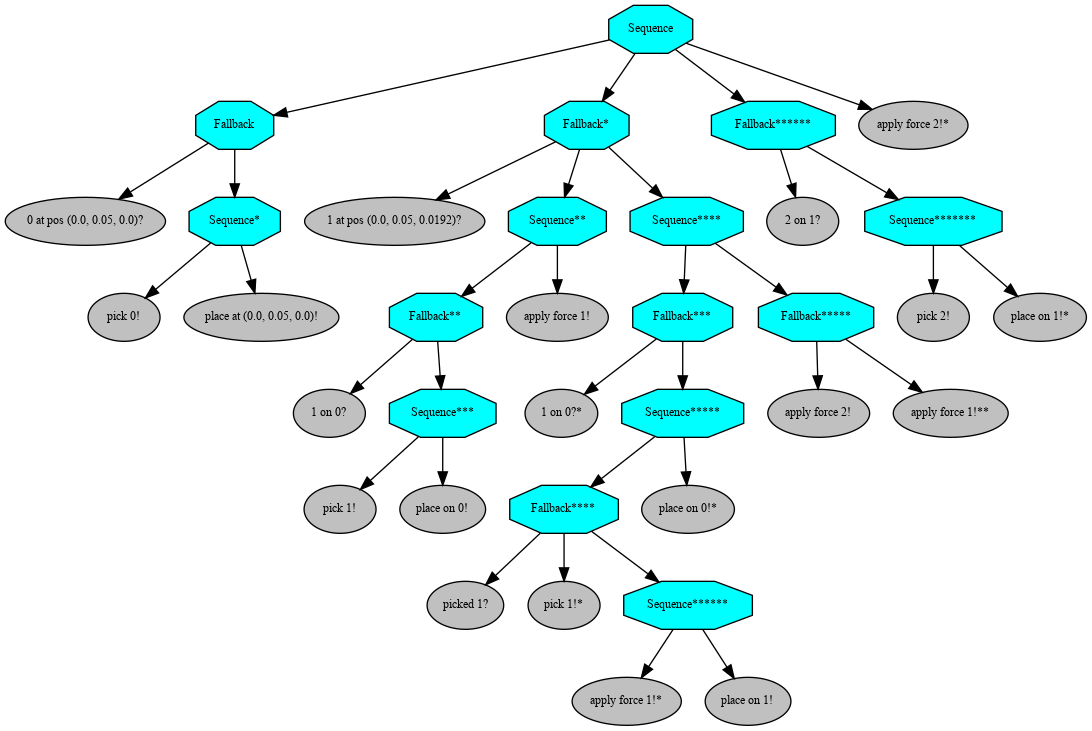 Sequence
Fallback
Fallback*
Fallback******
apply force 2!*
0 at pos (0.0, 0.05, 0.0)?
Sequence*
1 at pos (0.0, 0.05, 0.0192)?
Sequence**
Sequence****
2 on 1?
Sequence*******
pick 0!
place at (0.0, 0.05, 0.0)!
Fallback**
apply force 1!
Fallback***
Fallback*****
pick 2!
place on 1!*
1 on 0?
Sequence***
1 on 0?*
Sequence*****
apply force 2!
apply force 1!**
pick 1!
place on 0!
Fallback****
place on 0!*
picked 1?
pick 1!*
Sequence******
apply force 1!*
place on 1!